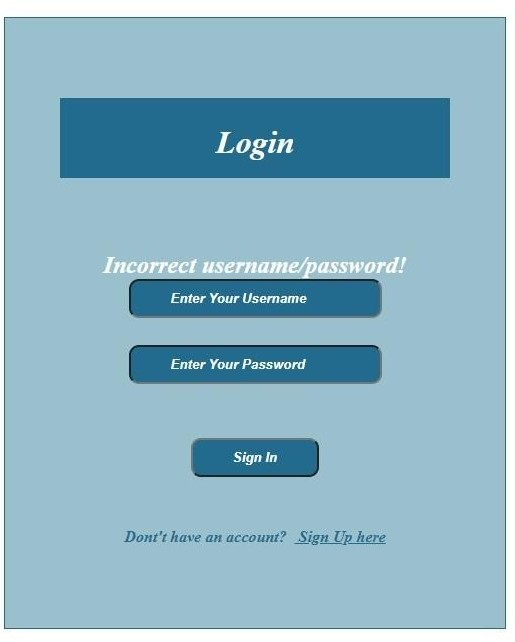 Login
Incorrect username/password!
Enter Your Username
Enter Your Password
Sign In
Don't have an account? Sign Up here